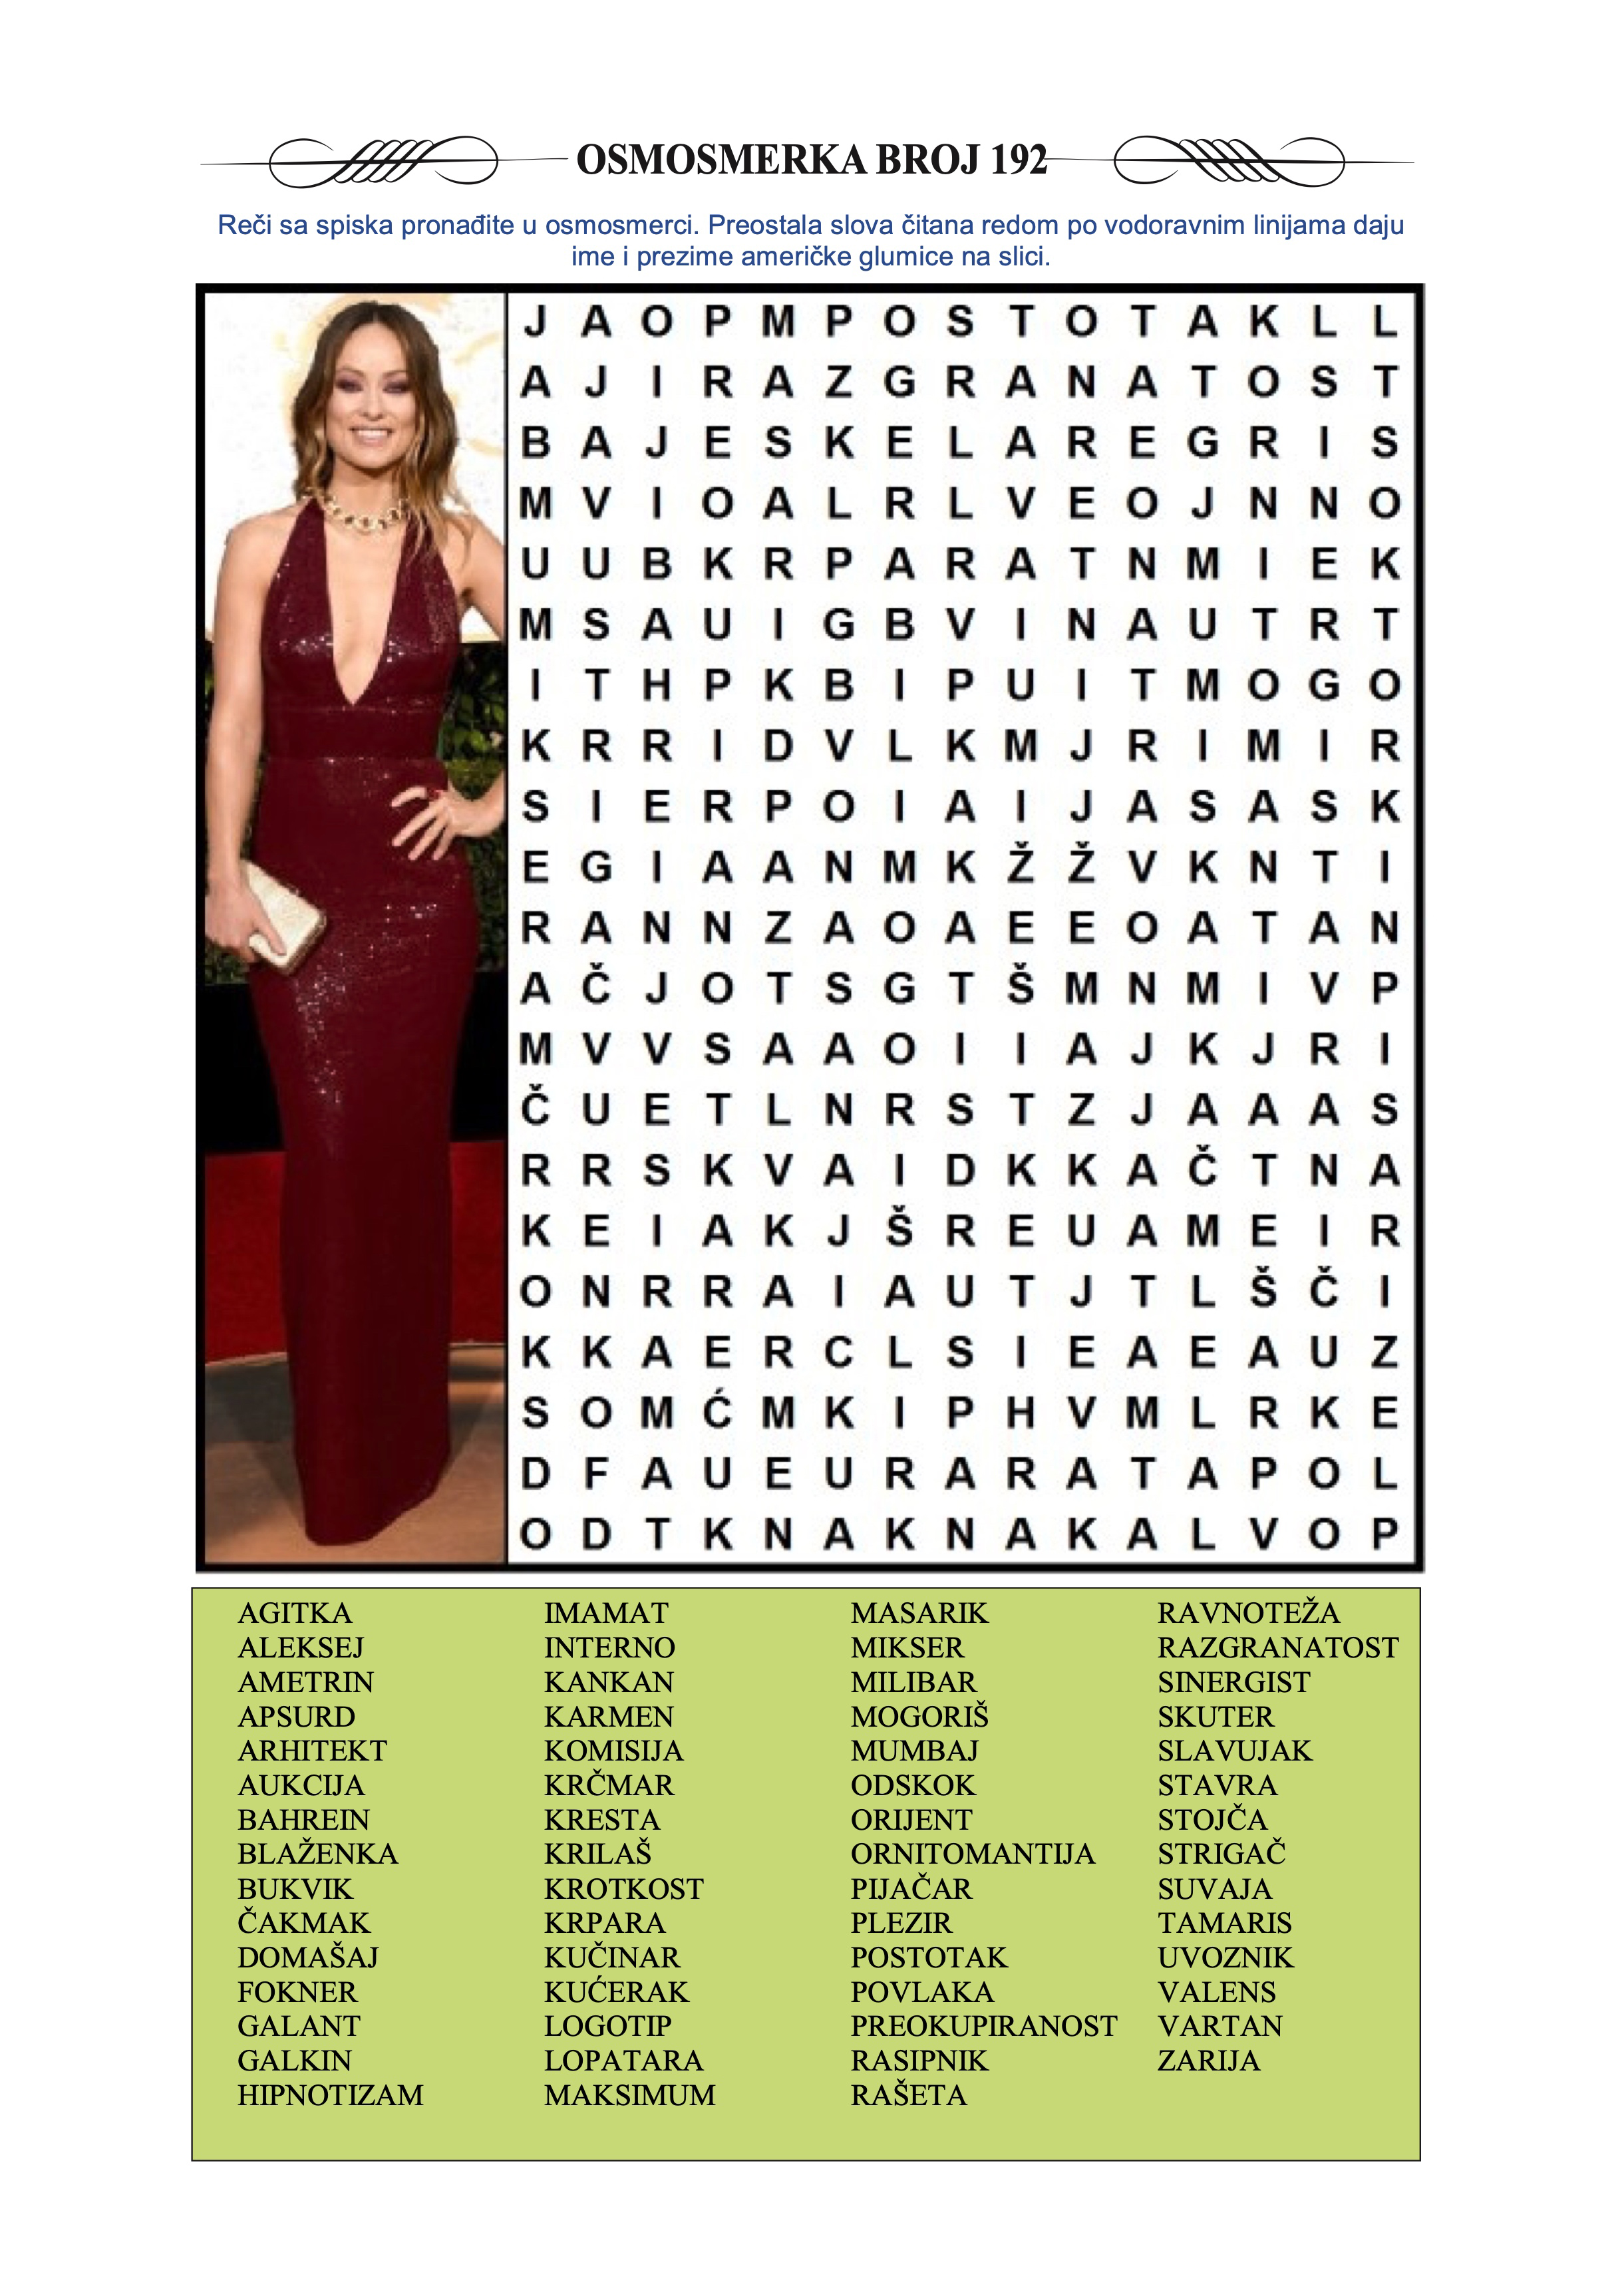 OSMOSMERKA BROJ 192
Reči sa spiska pronađite u osmosmerci. Preostala slova čitana redom po vodoravnim linijama daju
ime i prezime američke glumice na slici.
J A O P M P O S T O T A K L L
A J I R A Z G R A N A T O S T
B A J E S K E L A R E G R I S
M V I O A L R L V E O J N N O
U U B K R P A R A T N M I E K
M S A U I G B V I N A U T R T
I T H P K B I P U I T M O G O
K R R I D V L K M J R I M I R
S I E R P O I A I J A S A S K
E G I A A N M K Ž Ž V K N T I
R A N N Z A O A E E O A T A N
A Č J O T S G T Š M N M I V P
M V V S A A O I I A J K J R I
Č U E T L N R S T Z J A A A S
R R S K V A I D K K A Č T N A
K E I A K J Š R E U A M E I R
O N R R A I A U T J T L Š Č I
K K A E R C L S I E A E A U Z
S O M Ć M K I P H V M L R K E
D F A U E U R A R A T A P O L
O D T K N A K N A K A L V O P
AGITKA IMAMAT MASARIK RAVNOTEŽA
ALEKSEJ INTERNO MIKSER RAZGRANATOST
AMETRIN KANKAN MILIBAR SINERGIST
APSURD KARMEN MOGORIŠ SKUTER
ARHITEKT KOMISIJA MUMBAJ SLAVUJAK
AUKCIJA KRČMAR ODSKOK STAVRA
BAHREIN KRESTA ORIJENT STOJČA
BLAŽENKA KRILAŠ ORNITOMANTIJA STRIGAČ
BUKVIK KROTKOST PIJAČAR SUVAJA
ČAKMAK KRPARA PLEZIR TAMARIS
DOMAŠAJ KUČINAR POSTOTAK UVOZNIK
FOKNER KUĆERAK POVLAKA VALENS
GALANT LOGOTIP PREOKUPIRANOST VARTAN
GALKIN LOPATARA RASIPNIK ZARIJA
HIPNOTIZAM MAKSIMUM RAŠETA